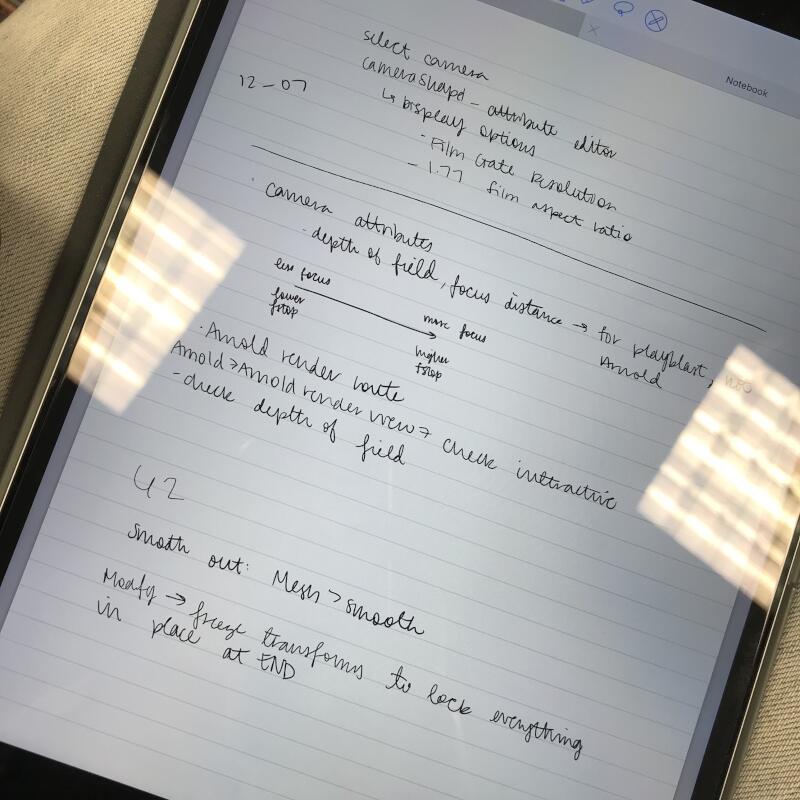 Notebook
select camera
camerashape - attribute editor
12-07
↳ Display options
· Film Gate Resolution
- 1.77 film aspect ratio
· camera attributes
· depth of field, focus distance → for playblast,
Arnold
less focus
lower
fstop
more focus
higher
fstop
· Arnold render route
Arnold > Arnold render view → check interactive
- check depth of field
42
smooth out: Mesh > smooth
Modify → freeze transforms to lock everything
in place at END